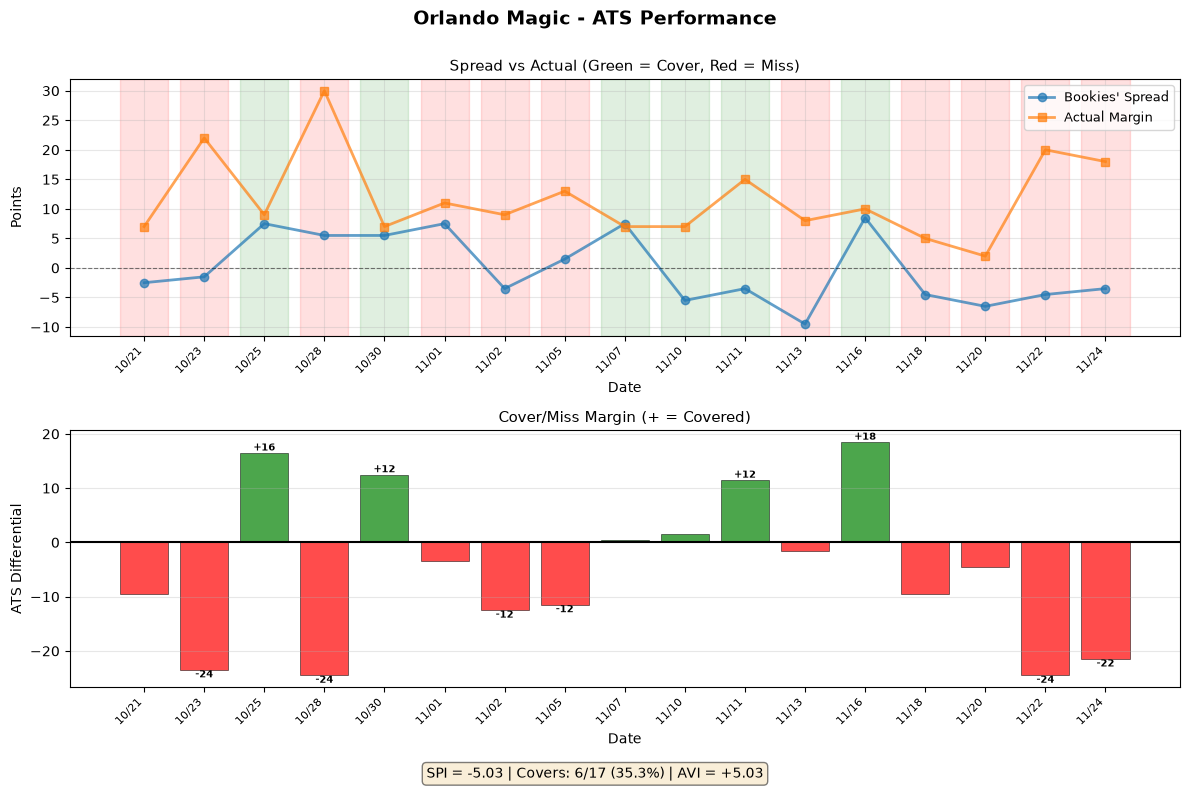 Orlando Magic - ATS Performance
Spread vs Actual (Green = Cover, Red = Miss)
Points
30
25
20
15
10
5
0
−5
−10
Bookies' Spread
Actual Margin
10/21 10/23 10/25 10/28 10/30 11/01 11/02 11/05 11/07 11/10 11/11 11/13 11/16 11/18 11/20 11/22 11/24
Date
Cover/Miss Margin (+ = Covered)
ATS Differential
20
10
0
−10
−20
-24
+16
-24
+12
-12
-12
+12
+18
-24
-22
10/21 10/23 10/25 10/28 10/30 11/01 11/02 11/05 11/07 11/10 11/11 11/13 11/16 11/18 11/20 11/22 11/24
Date
SPI = -5.03 | Covers: 6/17 (35.3%) | AVI = +5.03